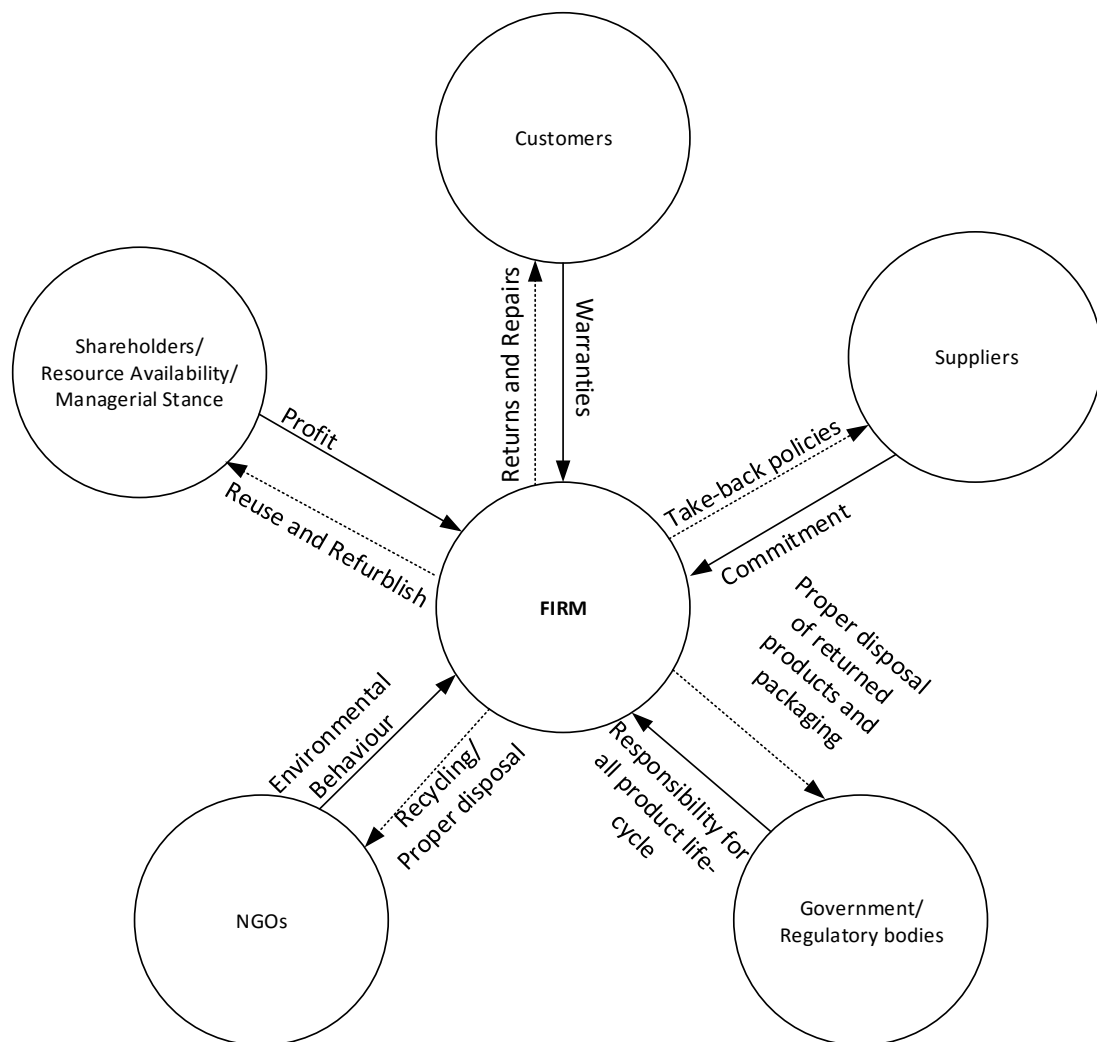 Customers
Shareholders/
Resource Availability/
Managerial Stance
Suppliers
Returns and Repairs
Warranties
Profit
Reuse and Refurblish
Take-back policies
Commitment
FIRM
Proper disposal
of returned
products and
packaging
Environmental
Behaviour
Recycling/
Proper disposal
Responsibility for
all product life-
cycle
NGOs
Government/
Regulatory bodies